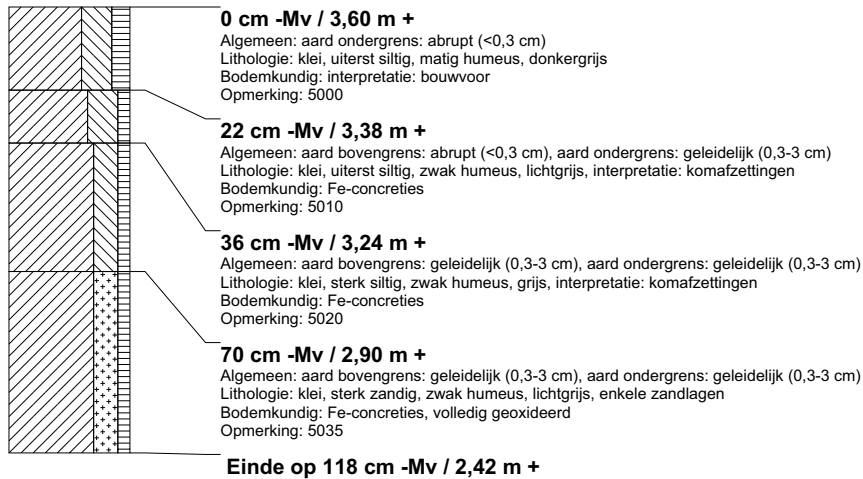 0 cm -Mv / 3,60 m +
Algemeen: aard ondergrens: abrupt (<0,3 cm)
Lithologie: klei, uiterst siltig, matig humeus, donkergrijs
Bodemkundig: interpretatie: bouwvoor
Opmerking: 5000
22 cm -Mv / 3,38 m +
Algemeen: aard bovengrens: abrupt (<0,3 cm), aard ondergrens: geleidelijk (0,3-3 cm)
Lithologie: klei, uiterst siltig, zwak humeus, lichtgrijs, interpretatie: komafzettingen
Bodemkundig: Fe-concreties
Opmerking: 5010
36 cm -Mv / 3,24 m +
Algemeen: aard bovengrens: geleidelijk (0,3-3 cm), aard ondergrens: geleidelijk (0,3-3 cm)
Lithologie: klei, sterk siltig, zwak humeus, grijs, interpretatie: komafzettingen
Bodemkundig: Fe-concreties
Opmerking: 5020
70 cm -Mv / 2,90 m +
Algemeen: aard bovengrens: geleidelijk (0,3-3 cm), aard ondergrens: geleidelijk (0,3-3 cm)
Lithologie: klei, sterk zandig, zwak humeus, lichtgrijs, enkele zandlagen
Bodemkundig: Fe-concreties, volledig geoxideerd
Opmerking: 5035
Einde op 118 cm -Mv / 2,42 m +